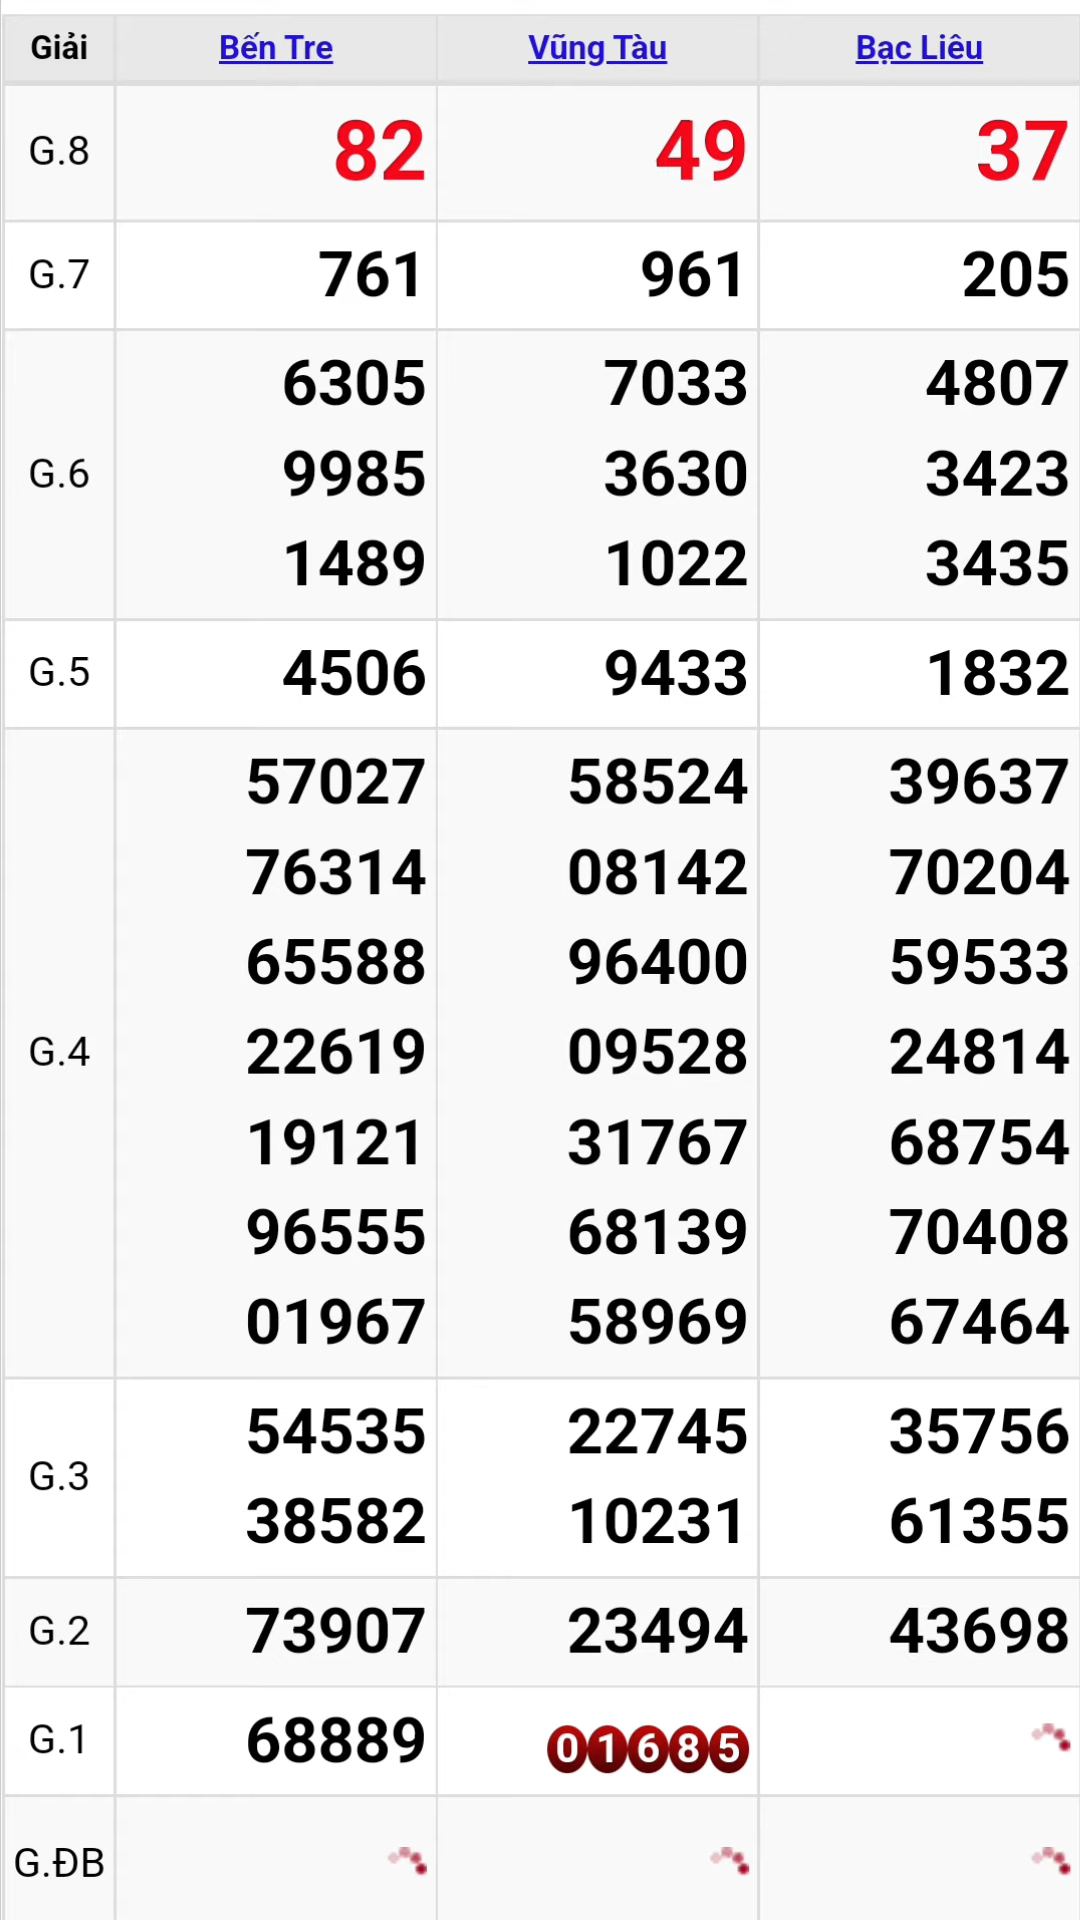 Giải Bến Tre Vũng Tàu Bạc Liêu
G.8 82 49 37
G.7 761 961 205
6305 7033 4807
G.6 9985 3630 3423
1489 1022 3435
G.5 4506 9433 1832
57027 58524 39637
76314 08142 70204
65588 96400 59533
G.4 22619 09528 24814
19121 31767 68754
96555 68139 70408
01967 58969 67464
54535 22745 35756
G.3
38582 10231 61355
G.2 73907 23494 43698
G.1 68889 01685
G.ĐB